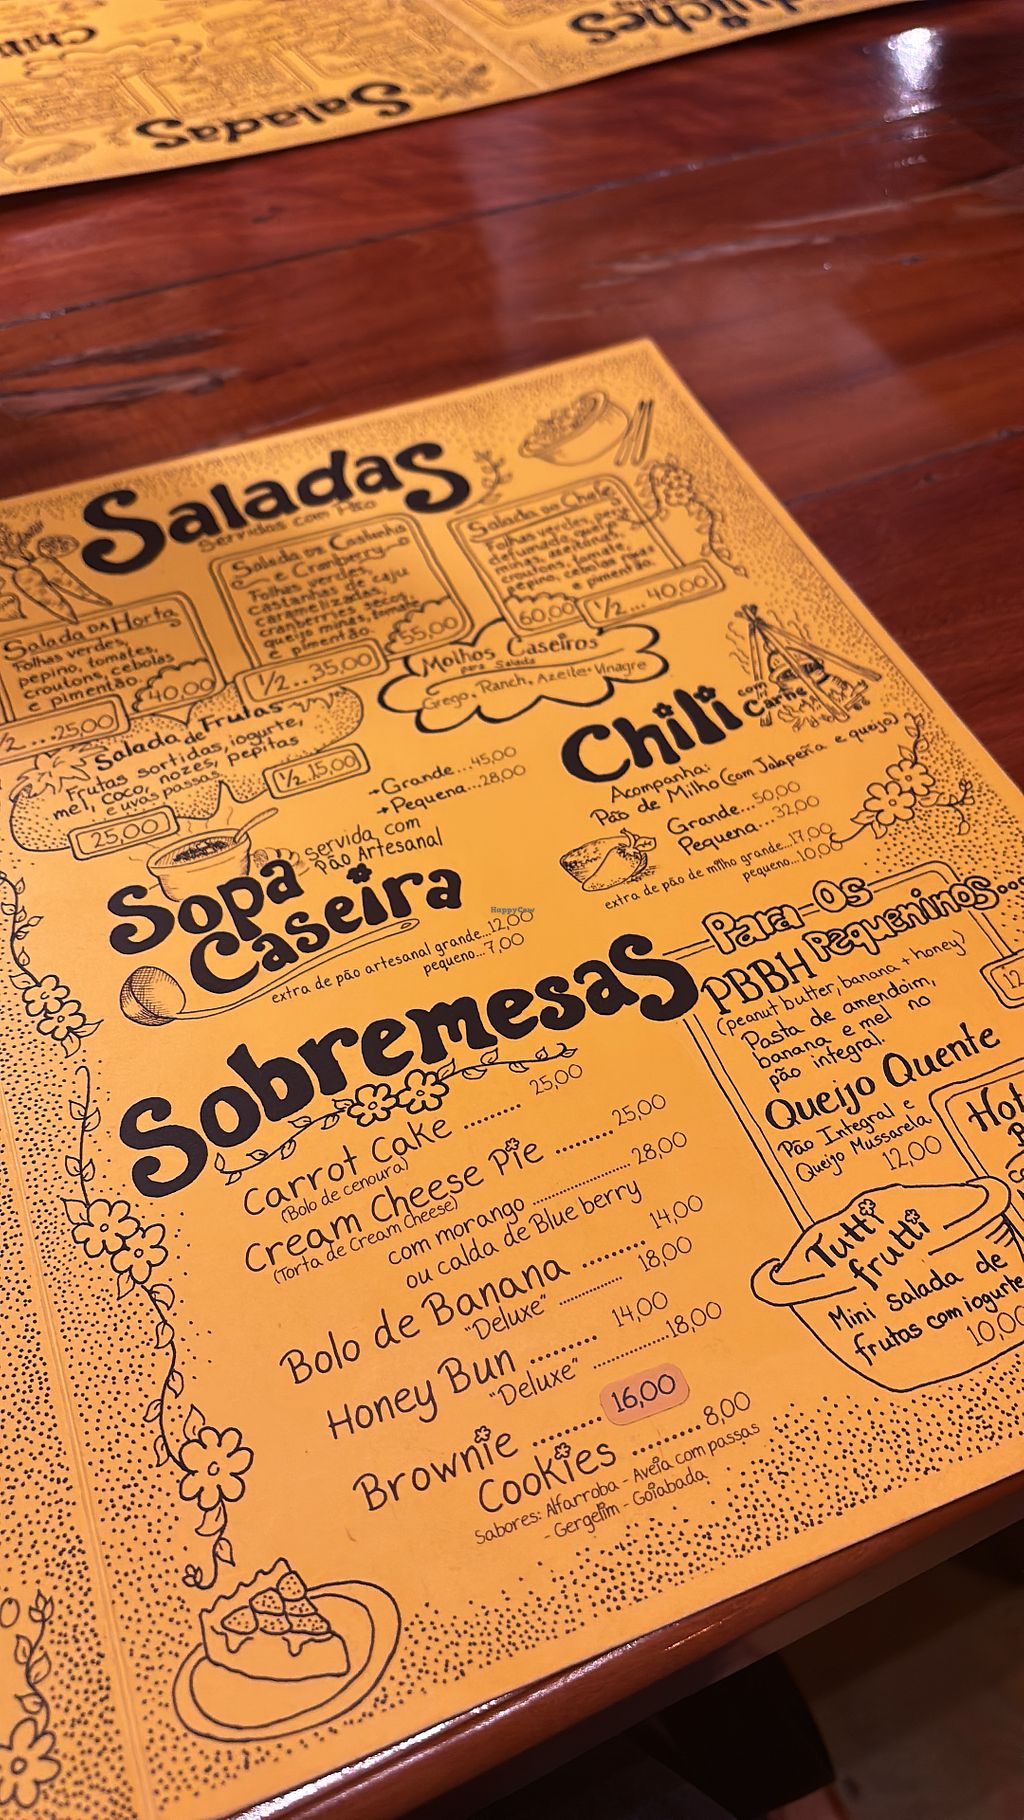 Sanduíches
Saladas
Saladas
Servidas com Pão
Salada da Horta
Folhas verdes,
pepino, tomates,
croutons, cebolas
e pimentão
40,00
1/2...25,00
Salada de Castanha
e Cranberry
Folhas verdes,
castanhas de caju
caramelizadas,
cranberries secos,
queijo minas, tomate
e pimentão
55,00
1/2...35,00
Salada do Chefe
croutons, tomate,
e pimentão.
60,00
1/2... 40,00
Molhos Caseiros
para Salada
Grego, Ranch, Azeite-Vinagre
Salada de Frutas
Frutas sortidas, iogurte,
mel, coco, nozes, pepitas
e uvas passas
1/2 15,00
25,00
Grande...45,00
Pequena...28,00
servida com
Pão Artesanal
Sopa
Caseira
extra de pão artesanal grande...12,00
pequeno...7,00
Chili com Carne
Acompanha:
Pão de Milho (com Jalapeña e queijo)
Grande...50,00
Pequena...32,00
extra de pão de milho grande...17,00
pequeno...10,00
HappyCow
Sobremesas
Carrot Cake ........ 25,00
(Bolo de cenoura)
Cream Cheese Pie ........ 25,00
(Torta de Cream Cheese)
com morango ........ 28,00
ou calda de Blue berry
Bolo de Banana ........ 14,00
"Deluxe" ........ 18,00
Honey Bun ........ 14,00
"Deluxe" ........ 18,00
Brownie ........ 16,00
Cookies ........ 8,00
Sabores: Alfarroba - Aveia com passas
- Gergelim - Goiabada
Para Os
Pequeninos...
PBBH
(peanut butter, banana + honey)
Pasta de amendoim,
banana e mel no
pão integral.
12
Queijo Quente
Pão Integral e
Queijo Mussarela
12,00
Hot
Tutti
frutti
Mini salada de
frutas com iogurte
10,00